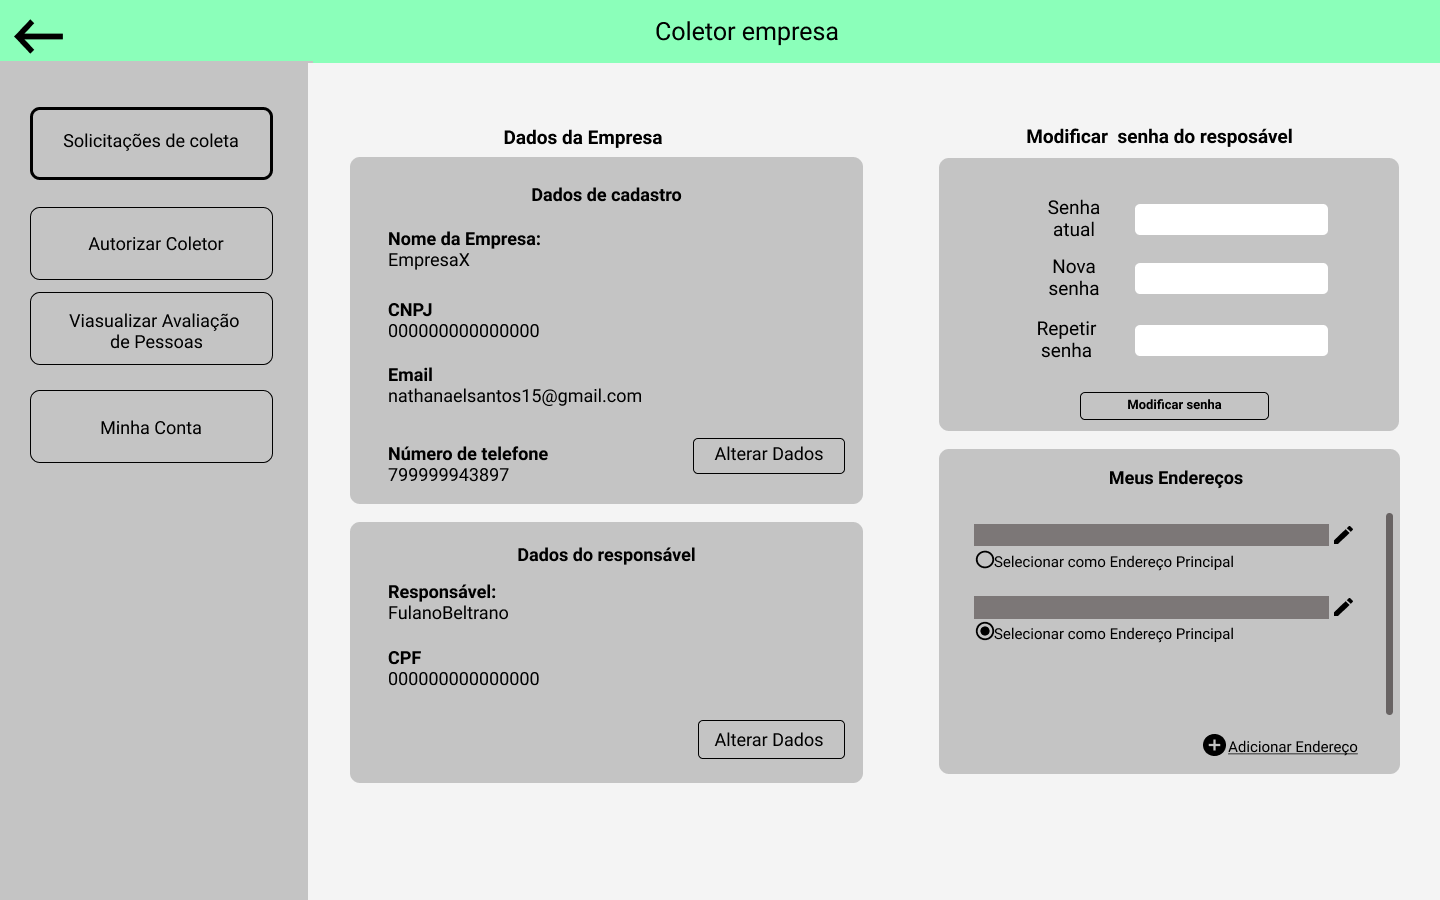 Coletor empresa
Solicitações de coleta
Autorizar Coletor
Viasualizar Avaliação
de Pessoas
Minha Conta
Dados da Empresa
Dados de cadastro
Nome da Empresa:
EmpresaX
CNPJ
000000000000000
Email
nathanaelsantos15@gmail.com
Número de telefone
799999943897
Alterar Dados
Dados do responsável
Responsável:
FulanoBeltrano
CPF
000000000000000
Alterar Dados
Modificar senha do resposável
Senha
atual
Nova
senha
Repetir
senha
Modificar senha
Meus Endereços
Selecionar como Endereço Principal
Selecionar como Endereço Principal
Adicionar Endereço